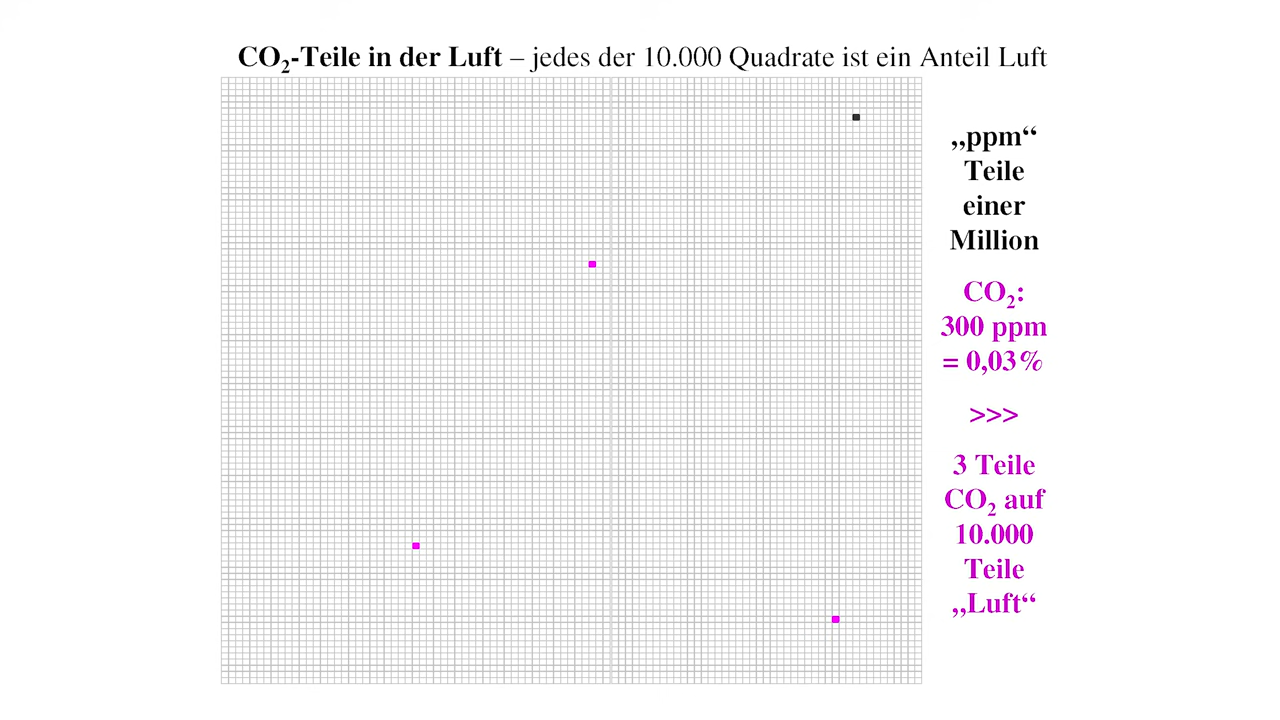 CO₂-Teile in der Luft – jedes der 10.000 Quadrate ist ein Anteil Luft
„ppm“
Teile
einer
Million
CO₂:
300 ppm
= 0,03%
>>>
3 Teile
CO₂ auf
10.000
Teile
„Luft“